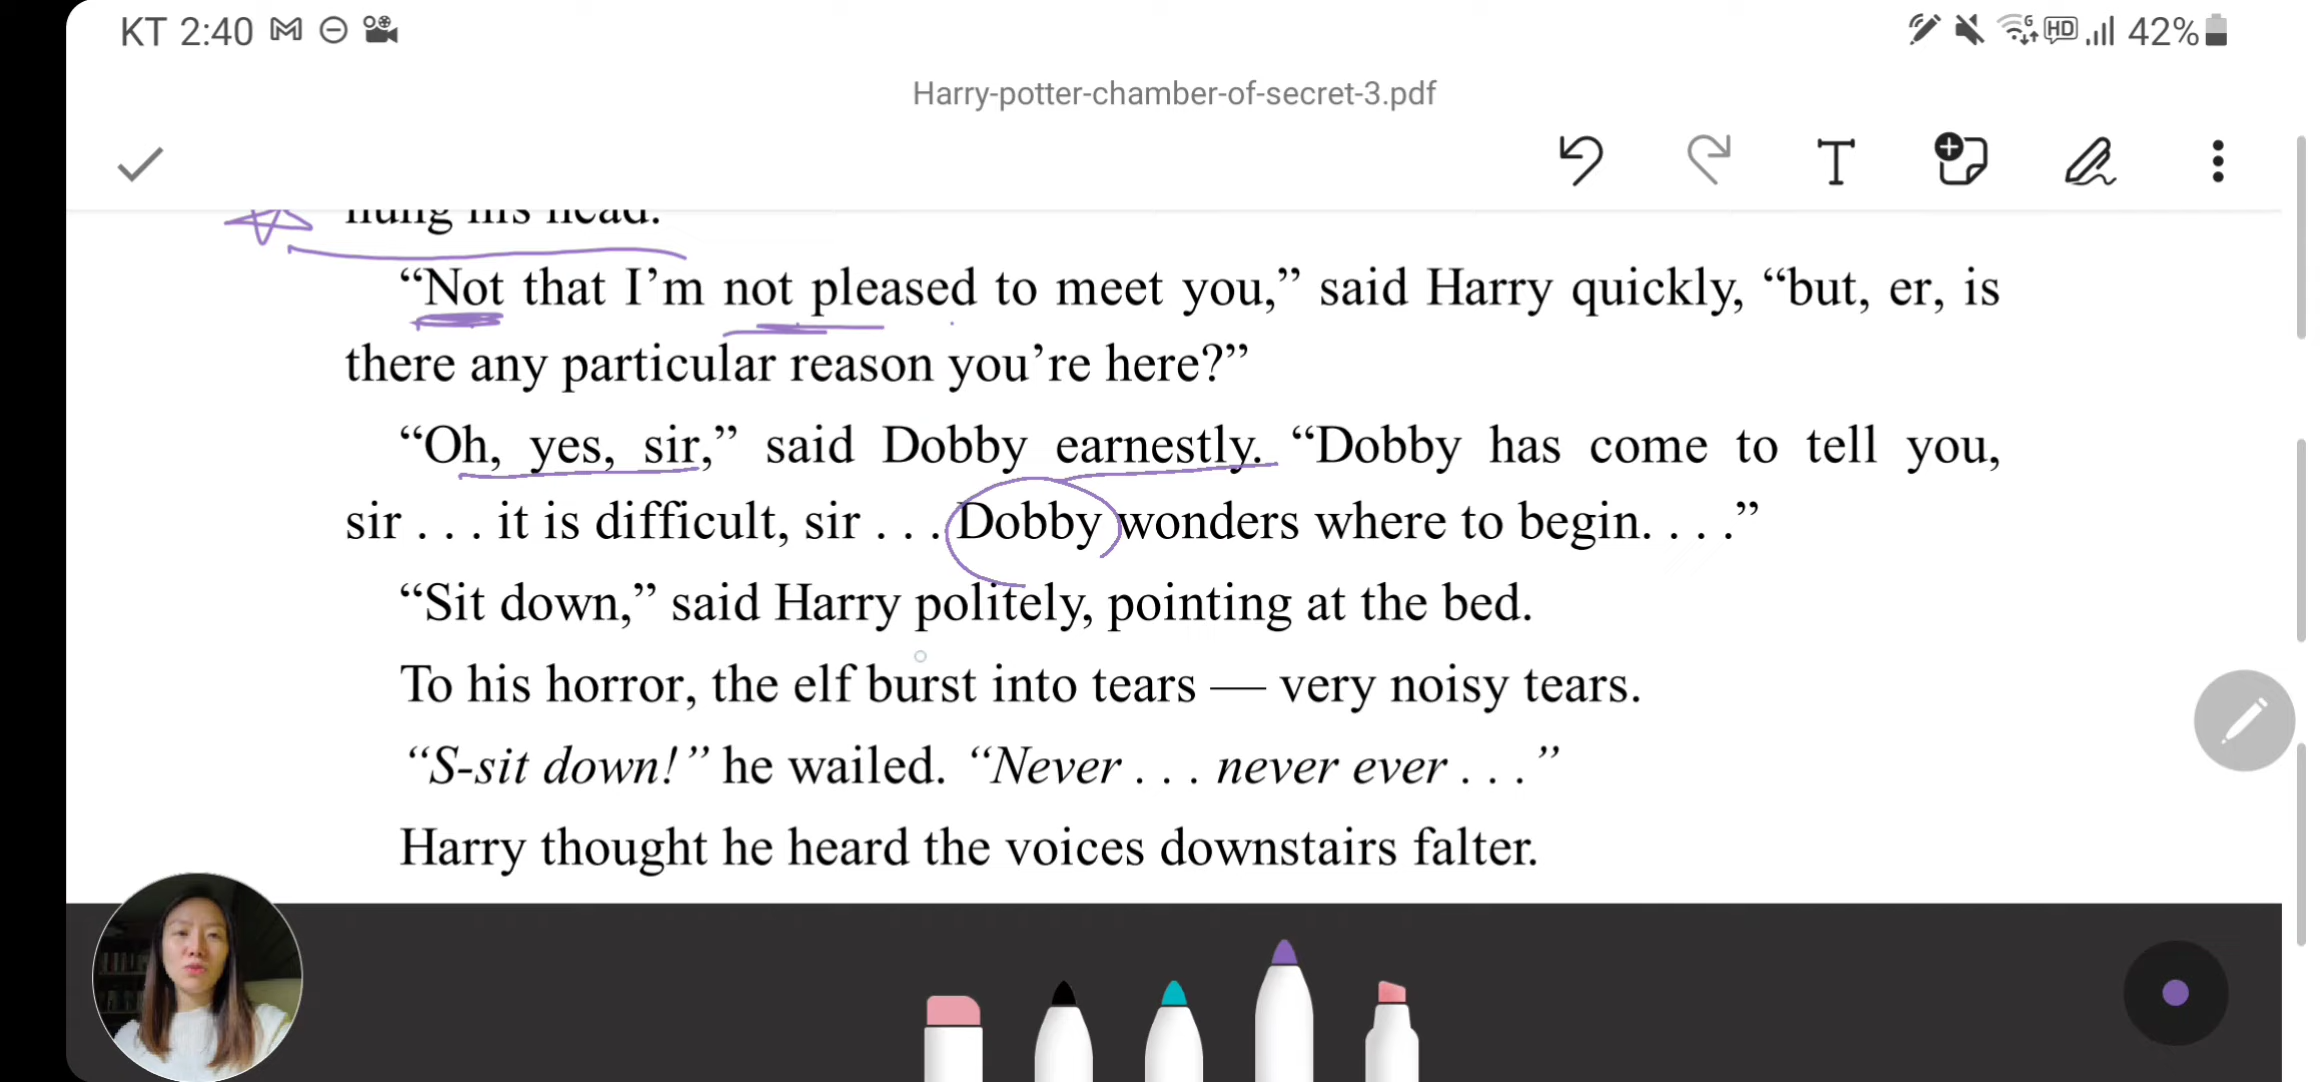 KT 2:40
42%
Harry-potter-chamber-of-secret-3.pdf
T
hung his head.
“Not that I’m not pleased to meet you,” said Harry quickly, “but, er, is
there any particular reason you’re here?”
“Oh, yes, sir,” said Dobby earnestly. “Dobby has come to tell you,
sir . . . it is difficult, sir . . . Dobby wonders where to begin. . . .”
“Sit down,” said Harry politely, pointing at the bed.
To his horror, the elf burst into tears — very noisy tears.
“S-sit down!” he wailed. “Never . . . never ever . . .”
Harry thought he heard the voices downstairs falter.